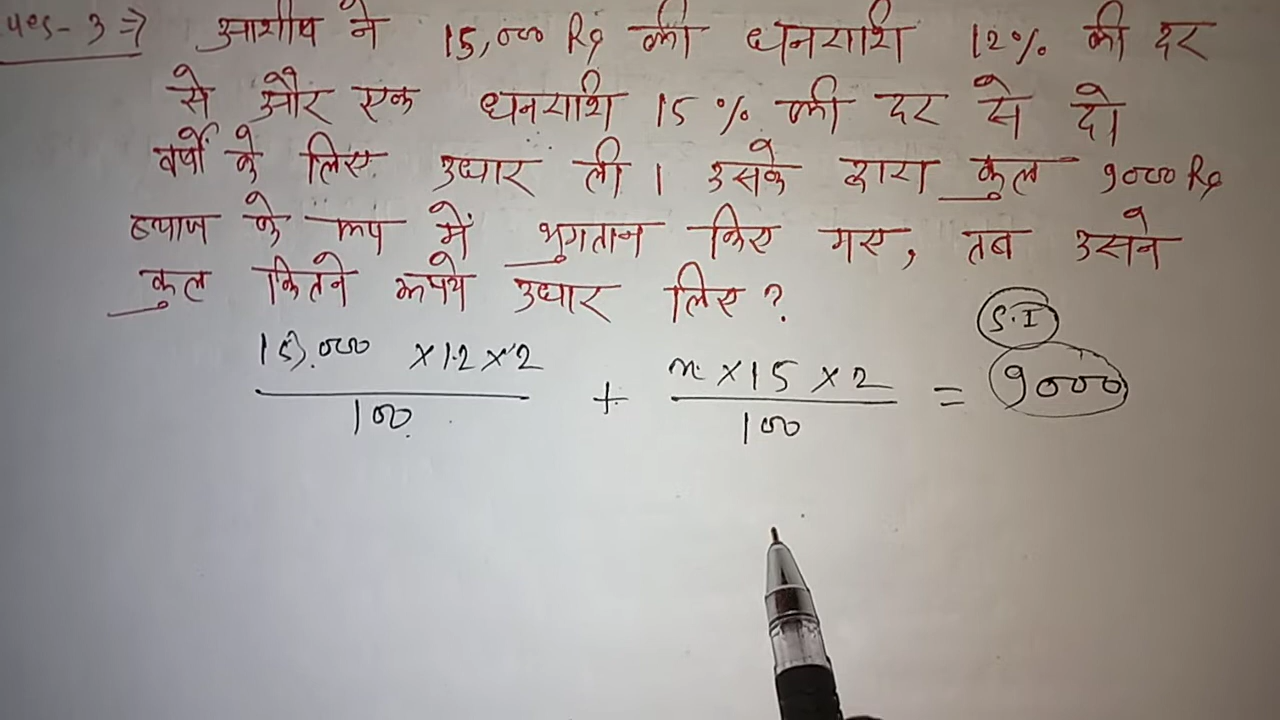 ues-3 ⇒ आशीष ने 15,000 Rs की धनराशि 12% की दर
से और एक धनराशि 15% की दर से दो
वर्षों के लिए उधार ली । उसके द्वारा कुल 9000 Rs
ब्याज के रूप में भुगतान किए गए, तब उसने
कुल कितने रूपये उधार लिए ?
S.I
15,000 ×12×2 / 100 + x×15×2 / 100 = 9000